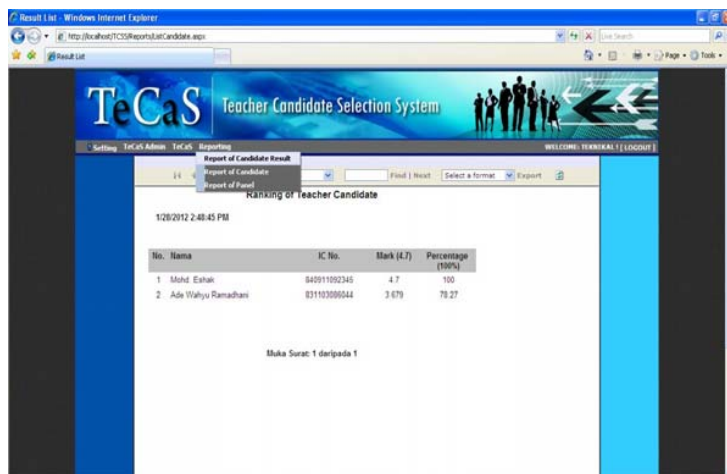 Result List - Windows Internet Explorer
http://localhost/TCSS/Reports/ListCandidate.aspx
Live Search
Result List
Page Tools
TeCaS Teacher Candidate Selection System
Setting TeCaS Admin TeCaS Reporting WELCOME: TEKNIKAL1 [ LOGOUT ]
Report of Candidate Result
Report of Candidate
Report of Panel
Find | Next Select a format Export
Ranking of Teacher Candidate
1/28/2012 2:48:45 PM
No. Name IC No. Mark (4.7) Percentage (100%)
1 Mohd. Eshak 840911092345 4.7 100
2 Ade Wahyu Ramadhani 831103086044 3.679 78.27
Muka Surat: 1 daripada 1